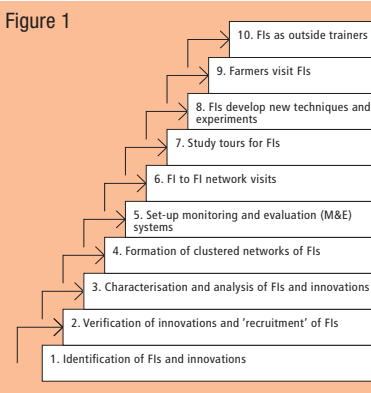 Figure 1
10. FIs as outside trainers
9. Farmers visit FIs
8. FIs develop new techniques and
experiments
7. Study tours for FIs
6. FI to FI network visits
5. Set-up monitoring and evaluation (M&E)
systems
4. Formation of clustered networks of FIs
3. Characterisation and analysis of FIs and innovations
2. Verification of innovations and 'recruitment' of FIs
1. Identification of FIs and innovations